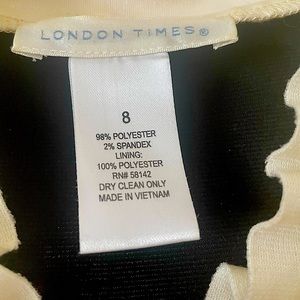 LONDON TIMES®
8
98% POLYESTER
2% SPANDEX
LINING:
100% POLYESTER
RN# 58142
DRY CLEAN ONLY
MADE IN VIETNAM